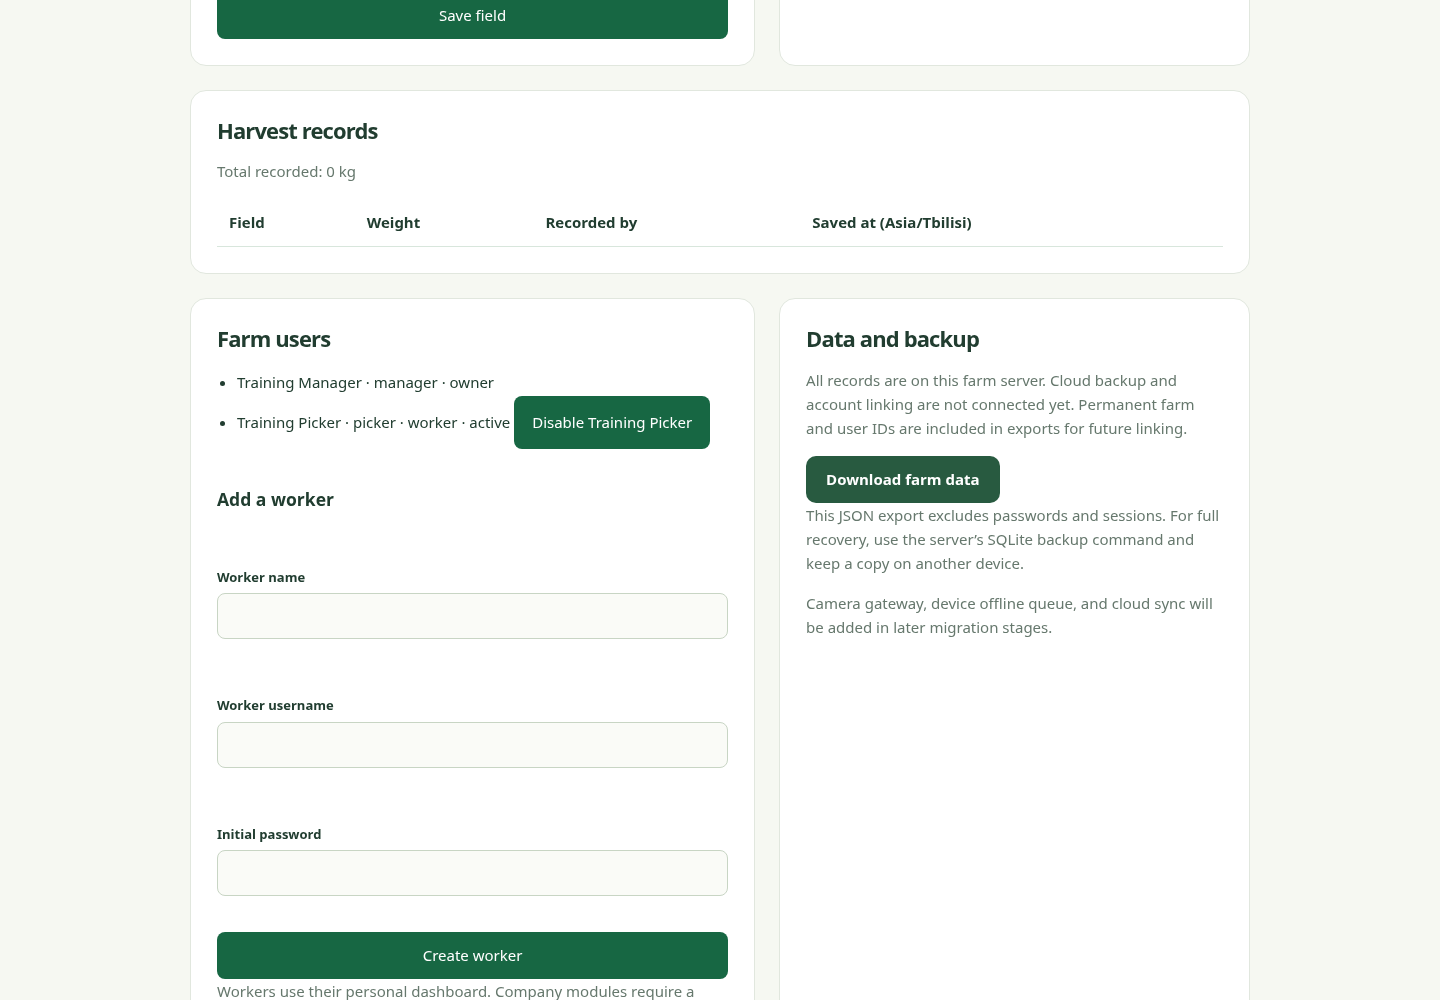 Save field
Harvest records
Total recorded: 0 kg
Field Weight Recorded by Saved at (Asia/Tbilisi)
Farm users
Training Manager · manager · owner
Training Picker · picker · worker · active Disable Training Picker
Add a worker
Worker name
Worker username
Initial password
Create worker
Workers use their personal dashboard. Company modules require a
Data and backup
All records are on this farm server. Cloud backup and
account linking are not connected yet. Permanent farm
and user IDs are included in exports for future linking.
Download farm data
This JSON export excludes passwords and sessions. For full
recovery, use the server’s SQLite backup command and
keep a copy on another device.
Camera gateway, device offline queue, and cloud sync will
be added in later migration stages.